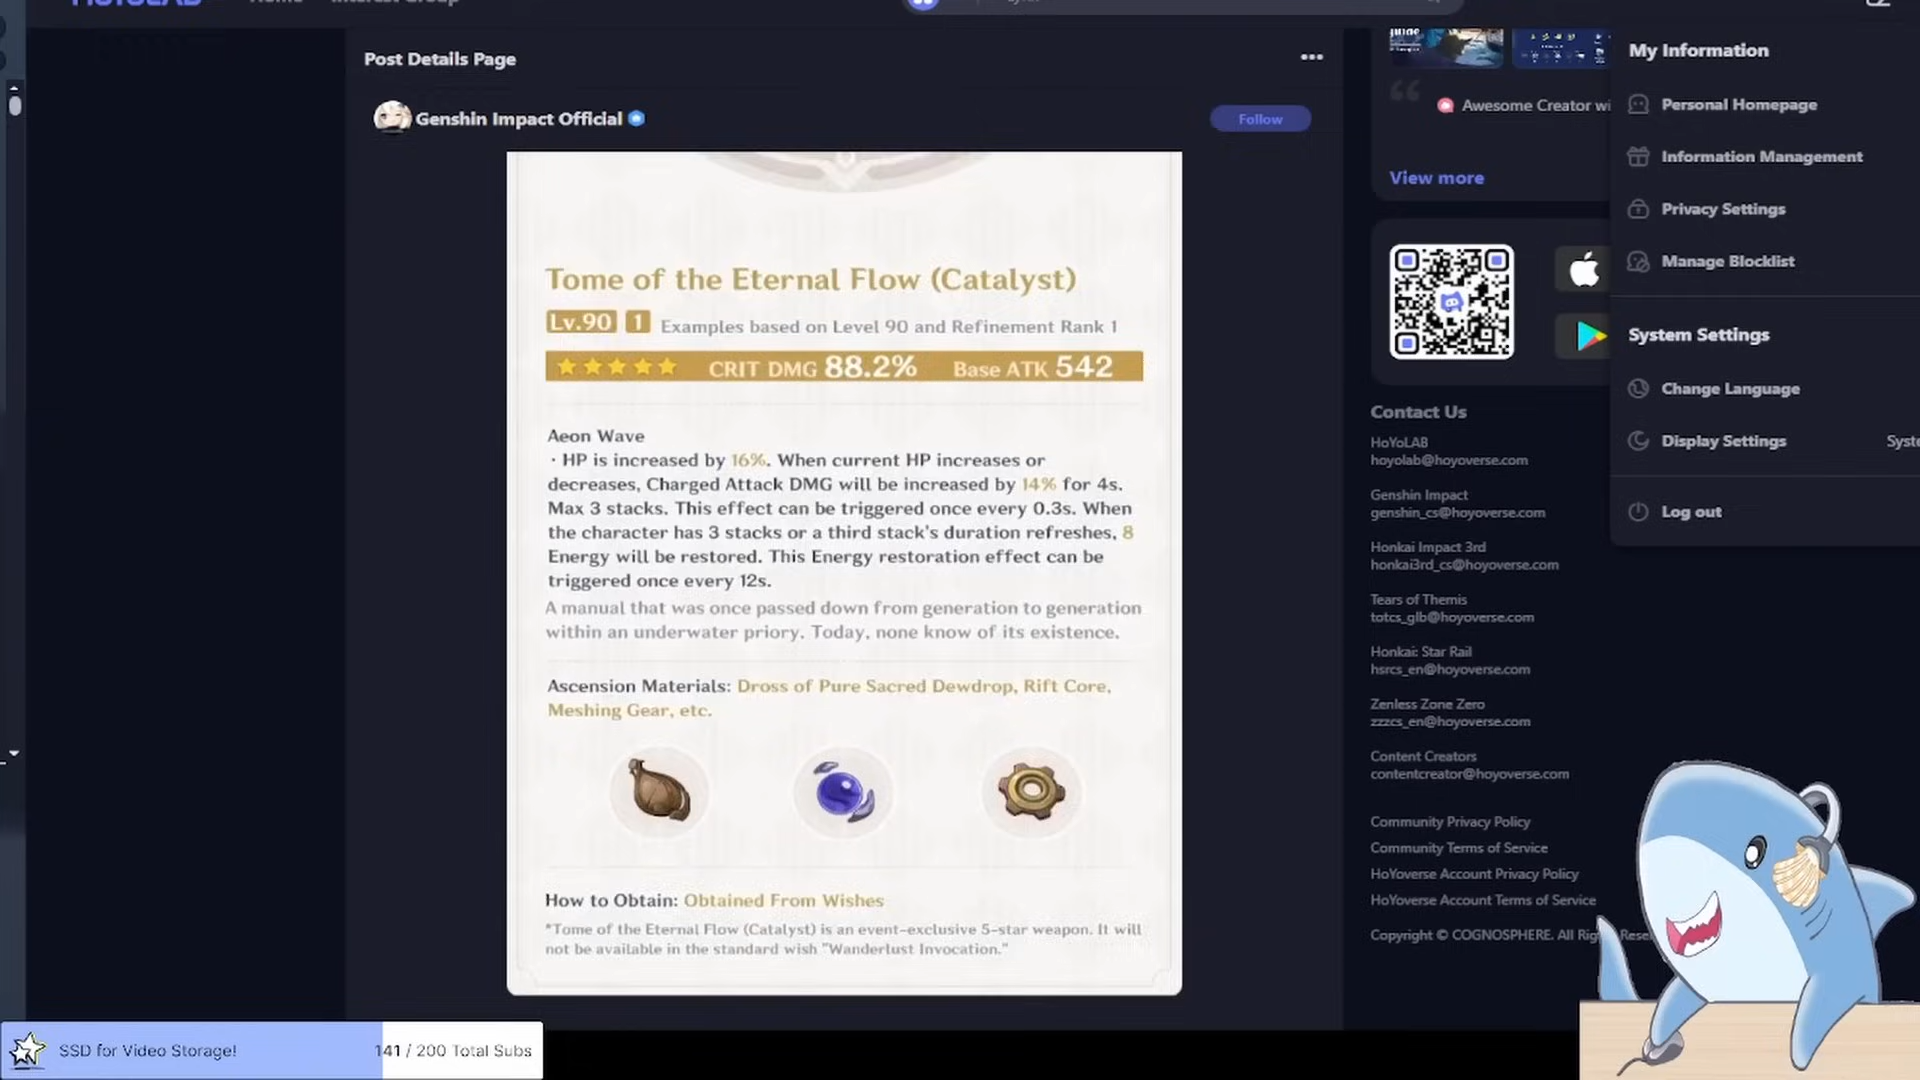 HOYOLAB
Home
Interest Group
Post Details Page
Genshin Impact Official
Follow
Tome of the Eternal Flow (Catalyst)
Lv.90 1 Examples based on Level 90 and Refinement Rank 1
CRIT DMG 88.2% Base ATK 542
Aeon Wave
· HP is increased by 16%. When current HP increases or
decreases, Charged Attack DMG will be increased by 14% for 4s.
Max 3 stacks. This effect can be triggered once every 0.3s. When
the character has 3 stacks or a third stack's duration refreshes, 8
Energy will be restored. This Energy restoration effect can be
triggered once every 12s.
A manual that was once passed down from generation to generation
within an underwater priory. Today, none know of its existence.
Ascension Materials: Dross of Pure Sacred Dewdrop, Rift Core,
Meshing Gear, etc.
How to Obtain: Obtained From Wishes
*Tome of the Eternal Flow (Catalyst) is an event-exclusive 5-star weapon. It will
not be available in the standard wish "Wanderlust Invocation."
Awesome Creator wi
View more
Contact Us
HoYoLAB
hoyolab@hoyoverse.com
Genshin Impact
genshin_cs@hoyoverse.com
Honkai Impact 3rd
honkai3rd_cs@hoyoverse.com
Tears of Themis
totcs_glb@hoyoverse.com
Honkai: Star Rail
hsrcs_en@hoyoverse.com
Zenless Zone Zero
zzzcs_en@hoyoverse.com
Content Creators
contentcreator@hoyoverse.com
Community Privacy Policy
Community Terms of Service
HoYoverse Account Privacy Policy
HoYoverse Account Terms of Service
Copyright © COGNOSPHERE. All Rig Reser
My Information
Personal Homepage
Information Management
Privacy Settings
Manage Blocklist
System Settings
Change Language
Display Settings Syste
Log out
SSD for Video Storage! 141 / 200 Total Subs